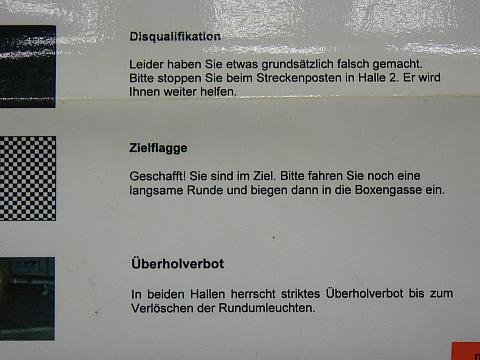 Disqualifikation
Leider haben Sie etwas grundsätzlich falsch gemacht.
Bitte stoppen Sie beim Streckenposten in Halle 2. Er wird
Ihnen weiter helfen.
Zielflagge
Geschafft! Sie sind im Ziel. Bitte fahren Sie noch eine
langsame Runde und biegen dann in die Boxengasse ein.
Überholverbot
In beiden Hallen herrscht striktes Überholverbot bis zum
Verlöschen der Rundumleuchten.